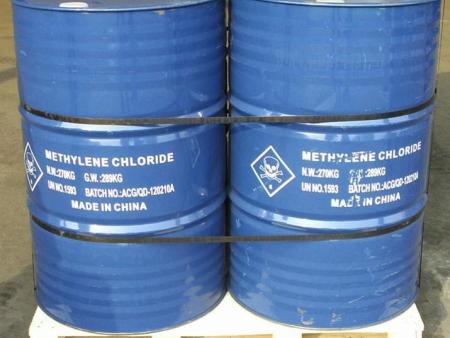 METHYLENE CHLORIDE
N.W.:270KG G.W.:289KG
UN NO.1593 BATCH NO.:ACG/QD-120210A
MADE IN CHINA
METHYLENE CHLORIDE
N.W.:270KG :289KG
UN NO.1593 BATCH NO.:ACG/QD-120210A
MADE IN CHINA
6